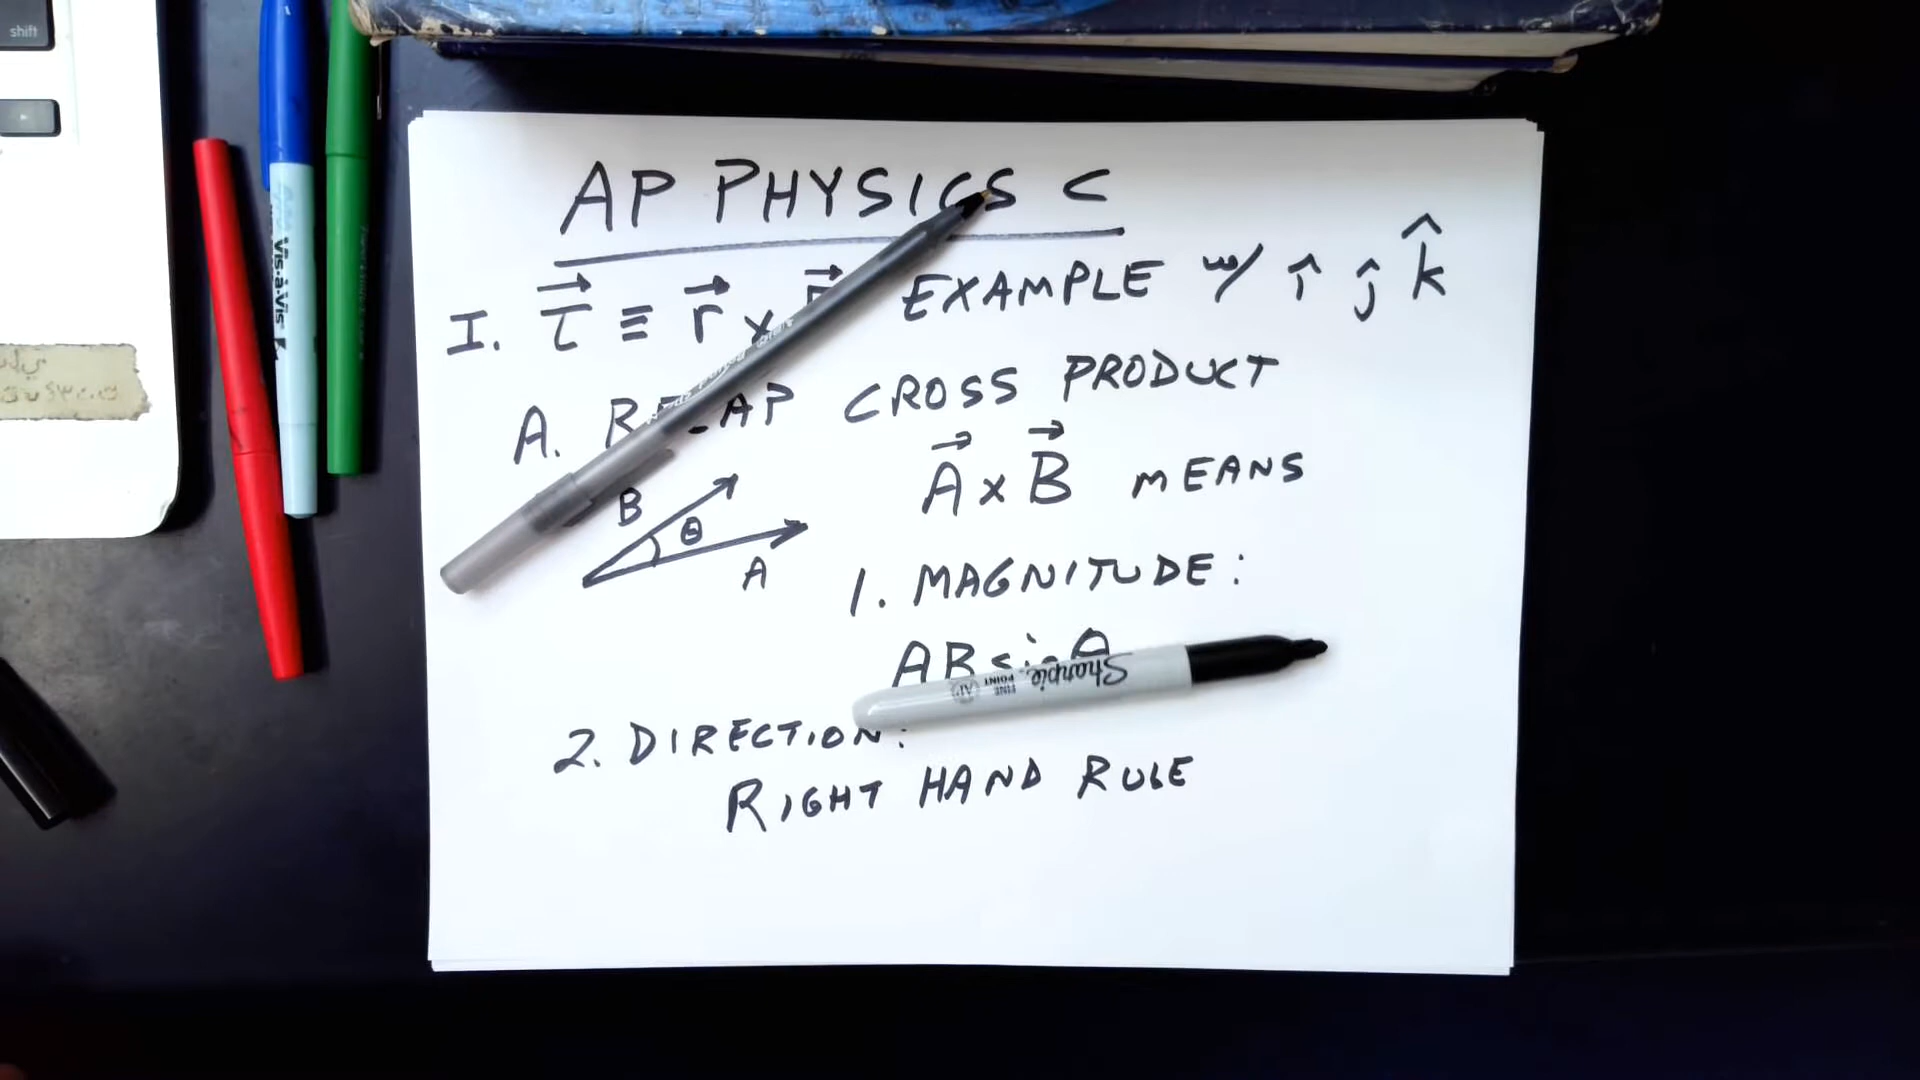 shift
AP PHYSICS C
I. τ⃗ ≡ r⃗ x EXAMPLE w/ î ĵ k̂
A. RECAP CROSS PRODUCT
A⃗ x B⃗ MEANS
B
θ
A
1. MAGNITUDE:
AB sin θ
Sharpie
FINE POINT
AP
2. DIRECTION:
RIGHT HAND RULE
Vis.à.Vis